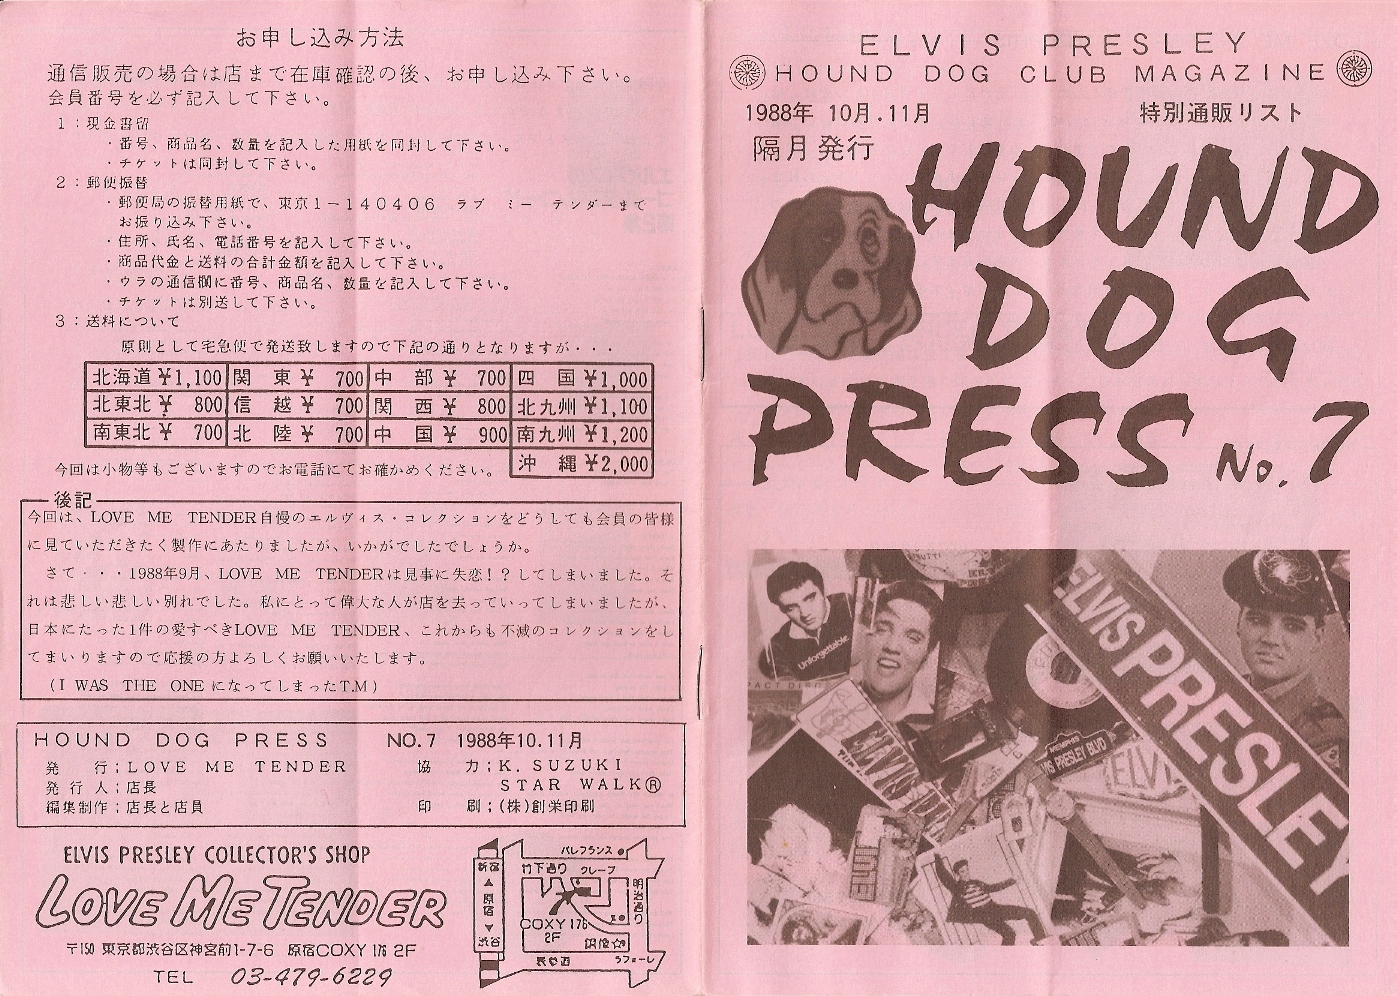 お申し込み方法
通信販売の場合は店まで在庫確認の後、お申し込み下さい。
会員番号を必ず記入して下さい。
1：現金書留
・番号、商品名、数量を記入した用紙を同封して下さい。
・チケットは同封して下さい。
2：郵便振替
・郵便局の振替用紙で、東京1－140406　ラブ　ミー　テンダーまで
お振り込み下さい。
・住所、氏名、電話番号を記入して下さい。
・商品代金と送料の合計金額を記入して下さい。
・ウラの通信欄に番号、商品名、数量を記入して下さい。
・チケットは別送して下さい。
3：送料について
原則として宅急便で発送致しますので下記の通りとなりますが・・・
北海道 ¥1,100 関　東 ¥ 700 中　部 ¥ 700 四　国 ¥1,000
北東北 ¥ 800 信　越 ¥ 700 関　西 ¥ 800 北九州 ¥1,100
南東北 ¥ 700 北　陸 ¥ 700 中　国 ¥ 900 南九州 ¥1,200
沖　縄 ¥2,000
今回は小物等もございますのでお電話にてお確かめください。
後記
今回は、LOVE ME TENDER自慢のエルヴィス・コレクションをどうしても会員の皆様
に見ていただきたく製作にあたりましたが、いかがでしたでしょうか。
さて・・・1988年9月、LOVE ME TENDERは見事に失恋！？してしまいました。そ
れは悲しい悲しい別れでした。私にとって偉大な人が店を去っていってしまいましたが、
日本にたった1件の愛すべきLOVE ME TENDER、これからも不滅のコレクションをし
てまいりますので応援の方よろしくお願いいたします。
(I WAS THE ONE になってしまったT.M)
HOUND DOG PRESS　NO.7　1988年10.11月
発　行；LOVE ME TENDER　協　力；K. SUZUKI
発行人；店長　STAR WALK®
編集制作；店長と店員　印　刷；(株)創栄印刷
ELVIS PRESLEY COLLECTOR'S SHOP
LOVE ME TENDER
〒150 東京都渋谷区神宮前1-7-6 原宿COXY 176 2F
TEL 03-479-6229
パレフランス
新宿
竹下通り
クレープ
原宿
明治通り
COXY 176
2F
渋谷
表参道
ラフォーレ
ELVIS PRESLEY
HOUND DOG CLUB MAGAZINE
1988年 10月.11月
特別通販リスト
隔月発行
HOUND
DOG
PRESS No.7
Unforgettable
ELVIS PRESLEY
MEMPHIS
ELVIS PRESLEY BLVD